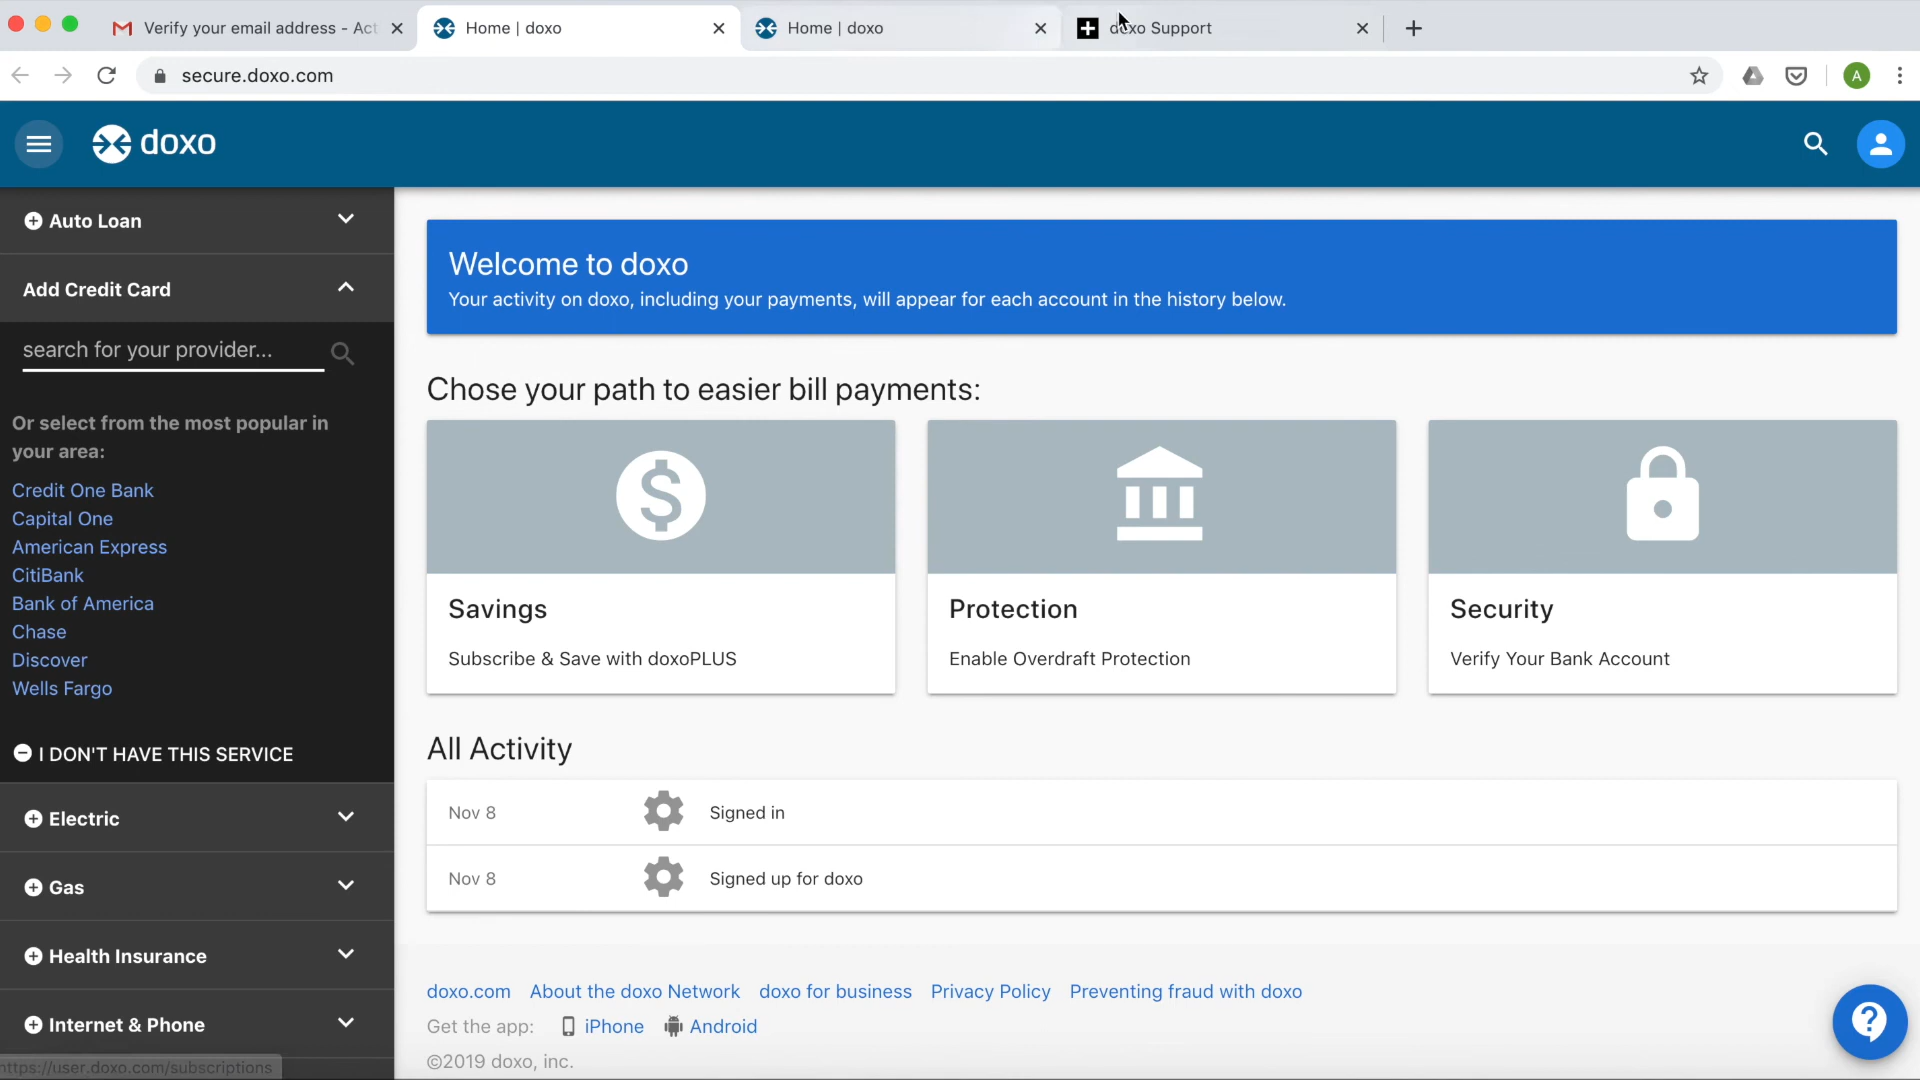 Verify your email address - Act
Home | doxo
Home | doxo
doxo Support
secure.doxo.com
A
doxo
Auto Loan
Add Credit Card
search for your provider...
Or select from the most popular in
your area:
Credit One Bank
Capital One
American Express
CitiBank
Bank of America
Chase
Discover
Wells Fargo
I DON'T HAVE THIS SERVICE
Electric
Gas
Health Insurance
Internet & Phone
https://user.doxo.com/subscriptions
Welcome to doxo
Your activity on doxo, including your payments, will appear for each account in the history below.
Chose your path to easier bill payments:
Savings
Subscribe & Save with doxoPLUS
Protection
Enable Overdraft Protection
Security
Verify Your Bank Account
All Activity
Nov 8 Signed in
Nov 8 Signed up for doxo
doxo.com About the doxo Network doxo for business Privacy Policy Preventing fraud with doxo
Get the app: iPhone Android
©2019 doxo, inc.